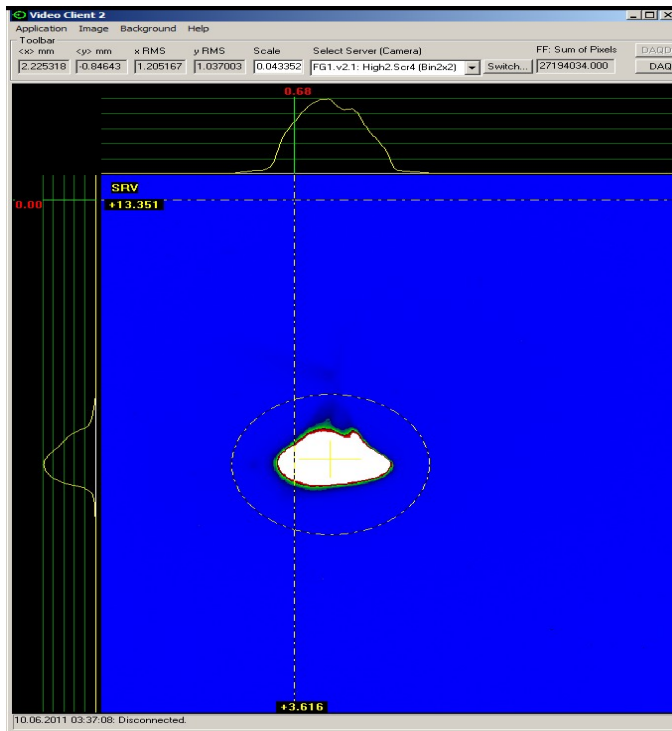 Video Client 2
Application Image Background Help
Toolbar
<x> mm <y> mm x RMS y RMS Scale Select Server (Camera) FF: Sum of Pixels DAQD
2.225318 -0.84643 1.205167 1.037003 0.043352 FG1.v2.1: High2.Scr4 (Bin2x2) Switch... 27194034.000 DAQ
0.68
SRV
0.00 +13.351
+3.616
10.06.2011 03:37:08: Disconnected.